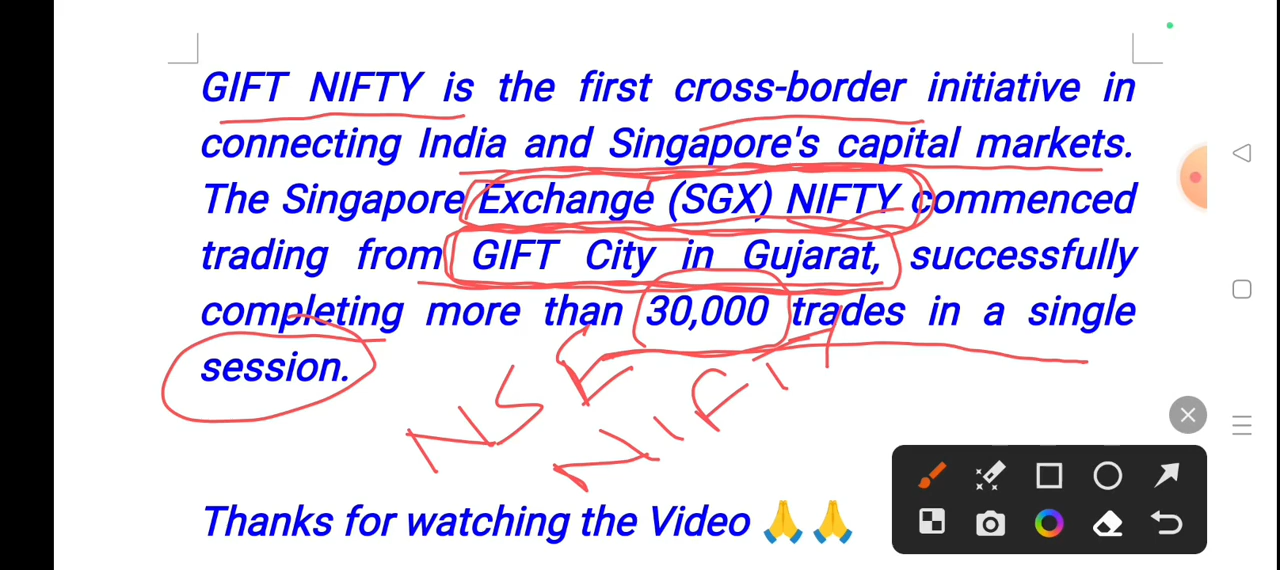 GIFT NIFTY is the first cross-border initiative in
connecting India and Singapore's capital markets.
The Singapore Exchange (SGX) NIFTY commenced
trading from GIFT City in Gujarat, successfully
completing more than 30,000 trades in a single
session.
NSE
NIFTY
Thanks for watching the Video 🙏🙏